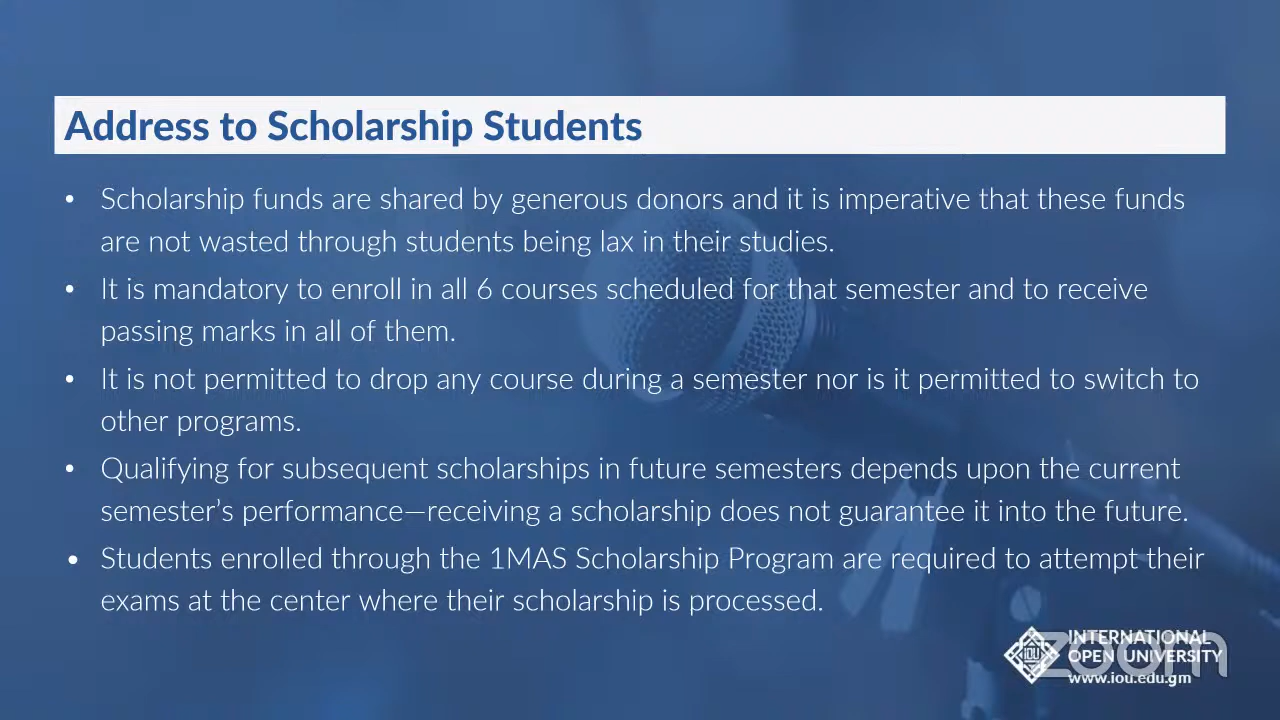 Address to Scholarship Students
• Scholarship funds are shared by generous donors and it is imperative that these funds
are not wasted through students being lax in their studies.
• It is mandatory to enroll in all 6 courses scheduled for that semester and to receive
passing marks in all of them.
• It is not permitted to drop any course during a semester nor is it permitted to switch to
other programs.
• Qualifying for subsequent scholarships in future semesters depends upon the current
semester’s performance—receiving a scholarship does not guarantee it into the future.
• Students enrolled through the 1MAS Scholarship Program are required to attempt their
exams at the center where their scholarship is processed.
IOU
INTERNATIONAL
OPEN UNIVERSITY
www.iou.edu.gm
zoom